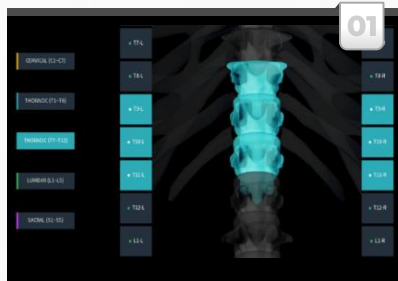 01
CERVICAL (C1-C7)
THORACIC (T1-T6)
THORACIC (T7-T12)
LUMBAR (L1-L5)
SACRAL (S1-S5)
T7-L
T8-L
T9-L
T10-L
T11-L
T12-L
L1-L
T8-R
T9-R
T10-R
T11-R
T12-R
L1-R